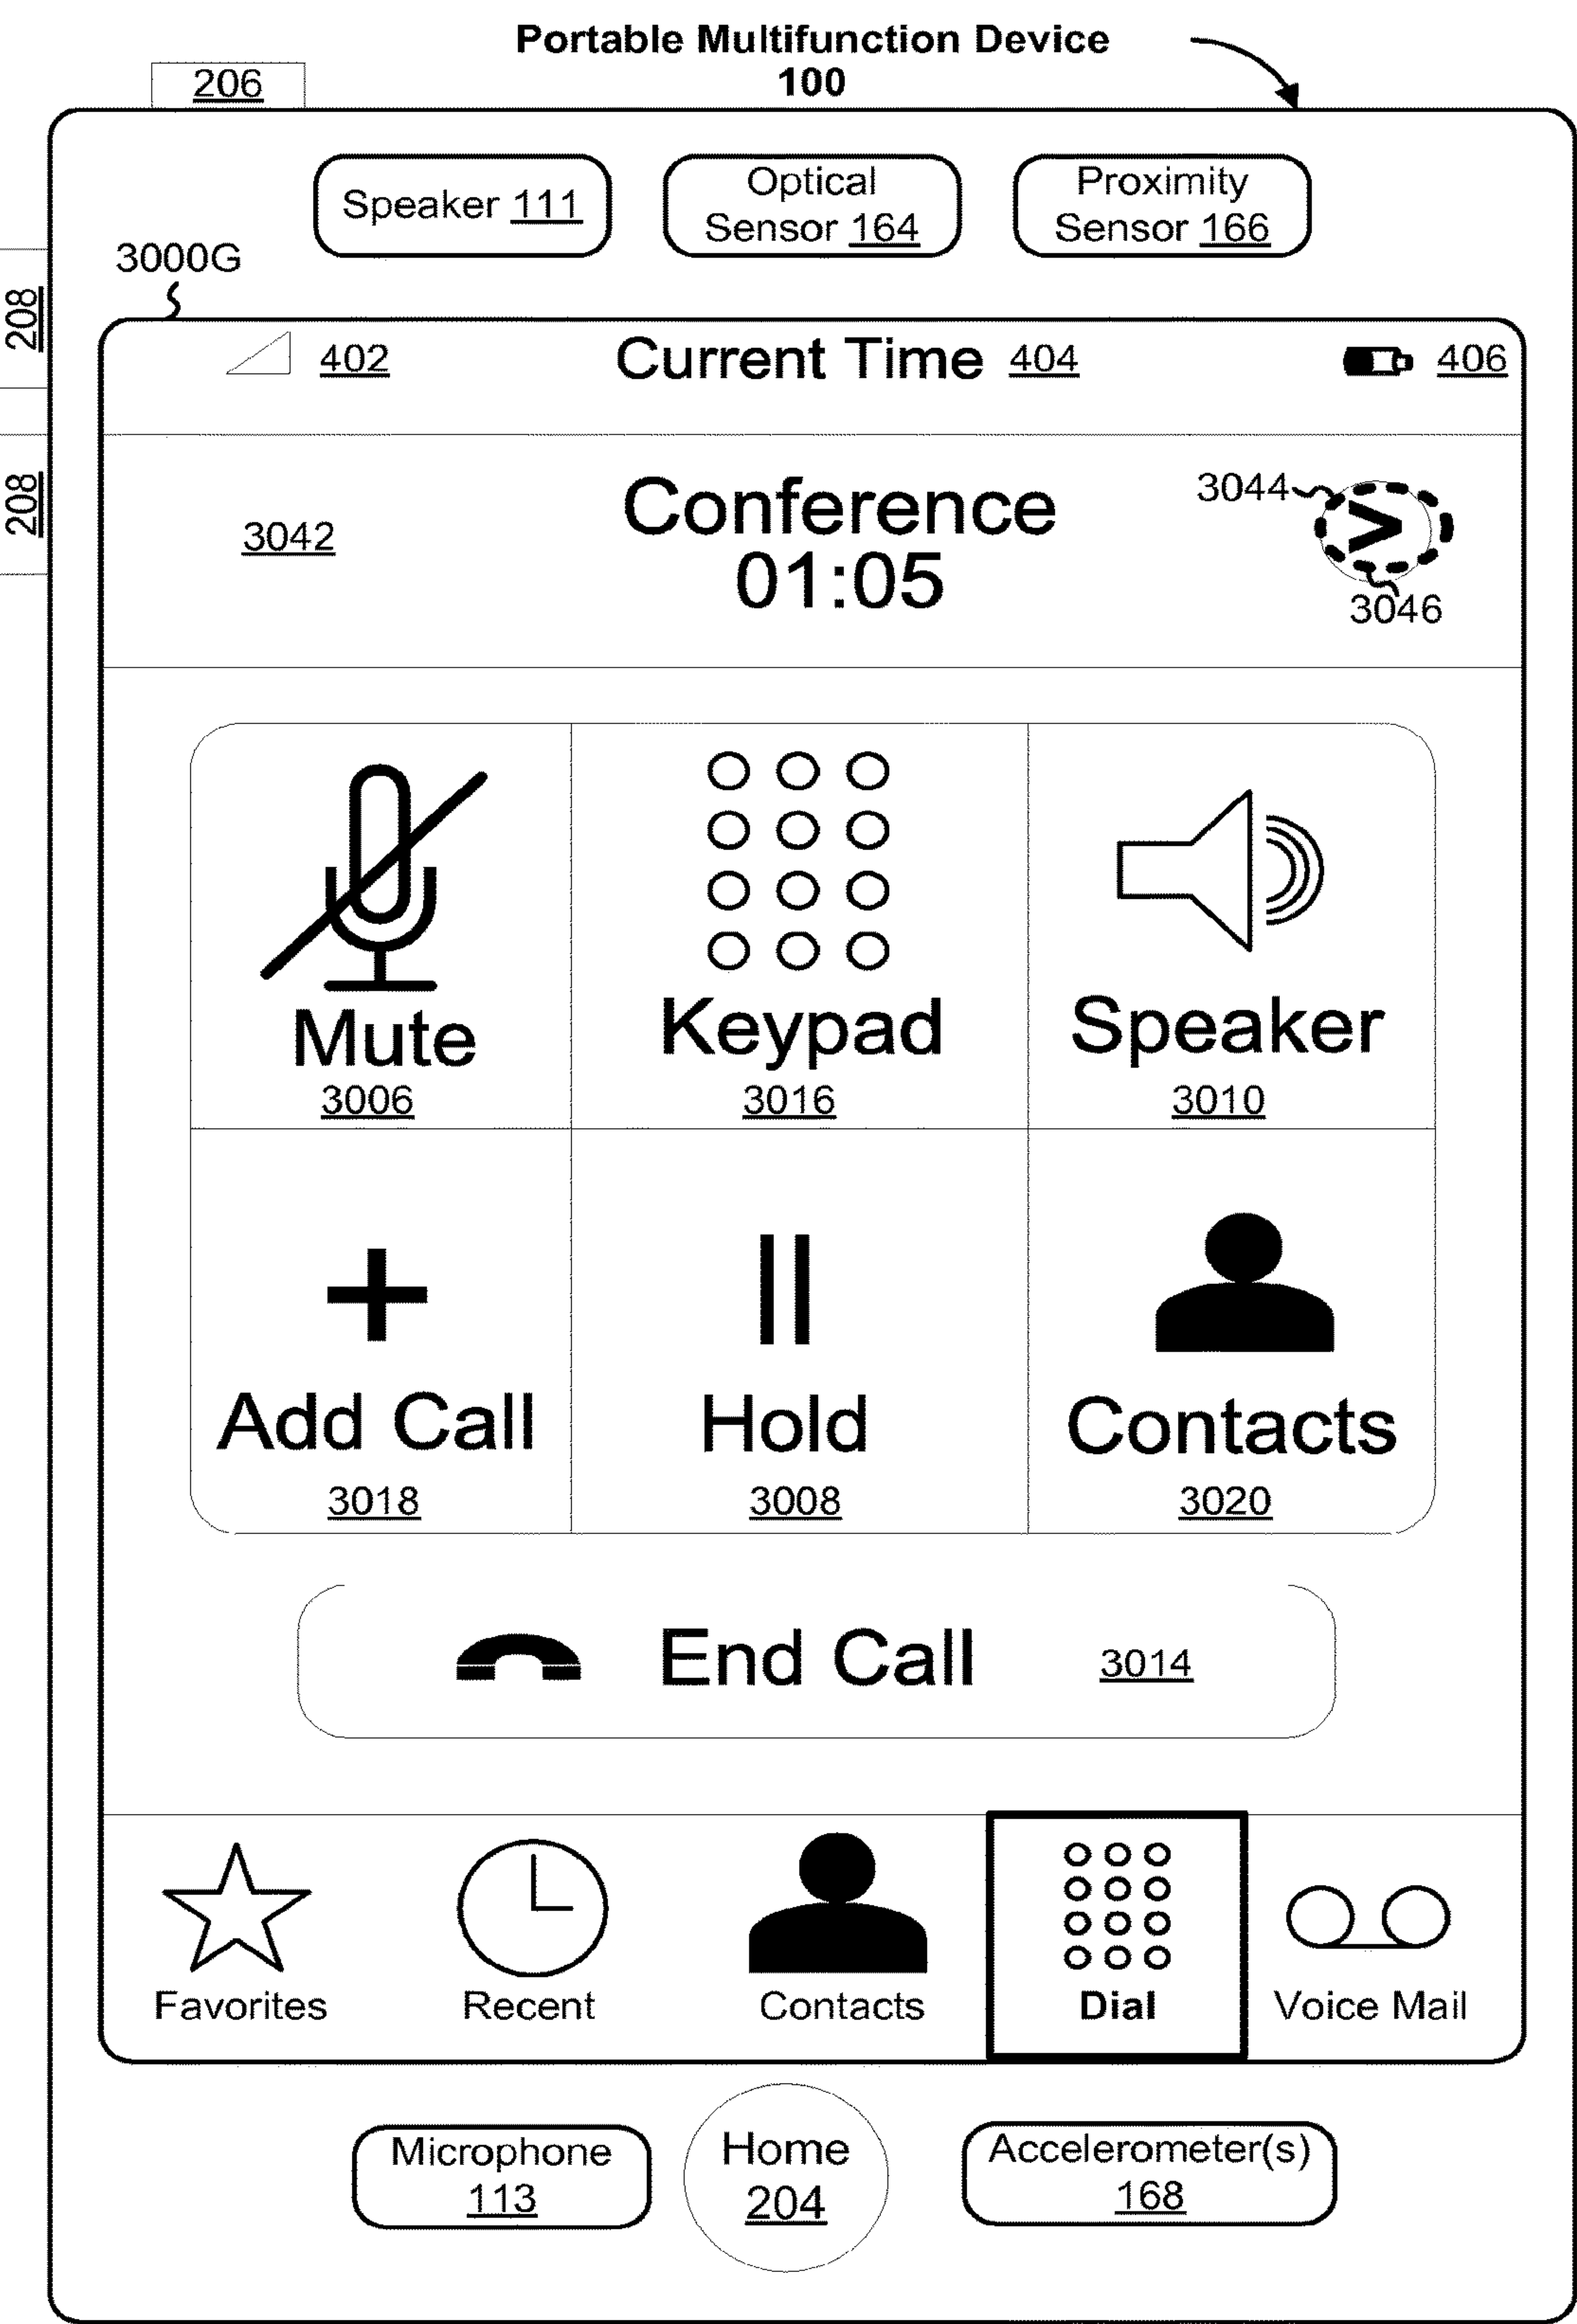 Portable Multifunction Device
100
206
Speaker 111
Optical
Sensor 164
Proximity
Sensor 166
3000G
208
208
402
Current Time 404
406
3042
Conference
01:05
3044
>
3046
Mute
3006
Keypad
3016
Speaker
3010
Add Call
3018
Hold
3008
Contacts
3020
End Call 3014
Favorites
Recent
Contacts
Dial
Voice Mail
Microphone
113
Home
204
Accelerometer(s)
168